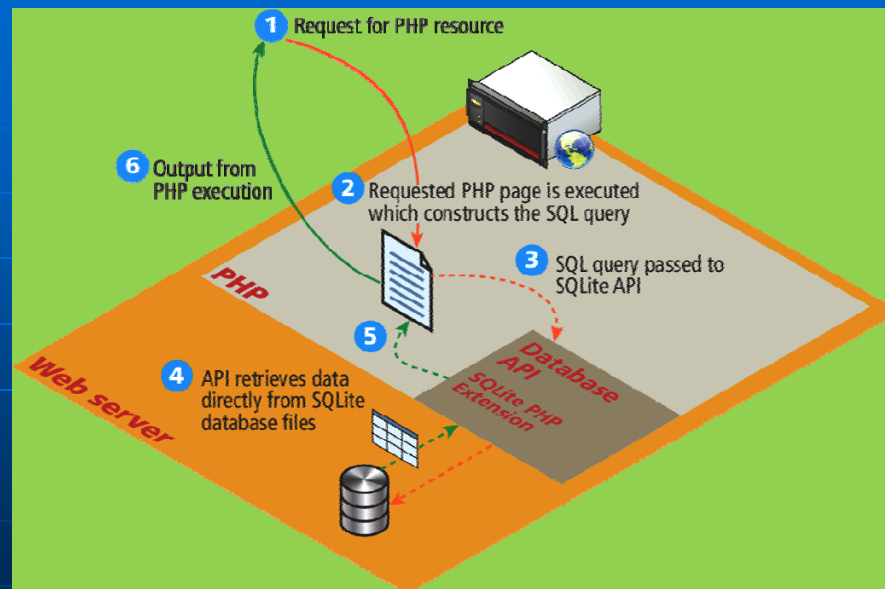 1 Request for PHP resource
6 Output from
PHP execution
2 Requested PHP page is executed
which constructs the SQL query
3 SQL query passed to
SQLite API
PHP
5
Database
API
SQLite PHP
Extension
4 API retrieves data
directly from SQLite
database files
Web server